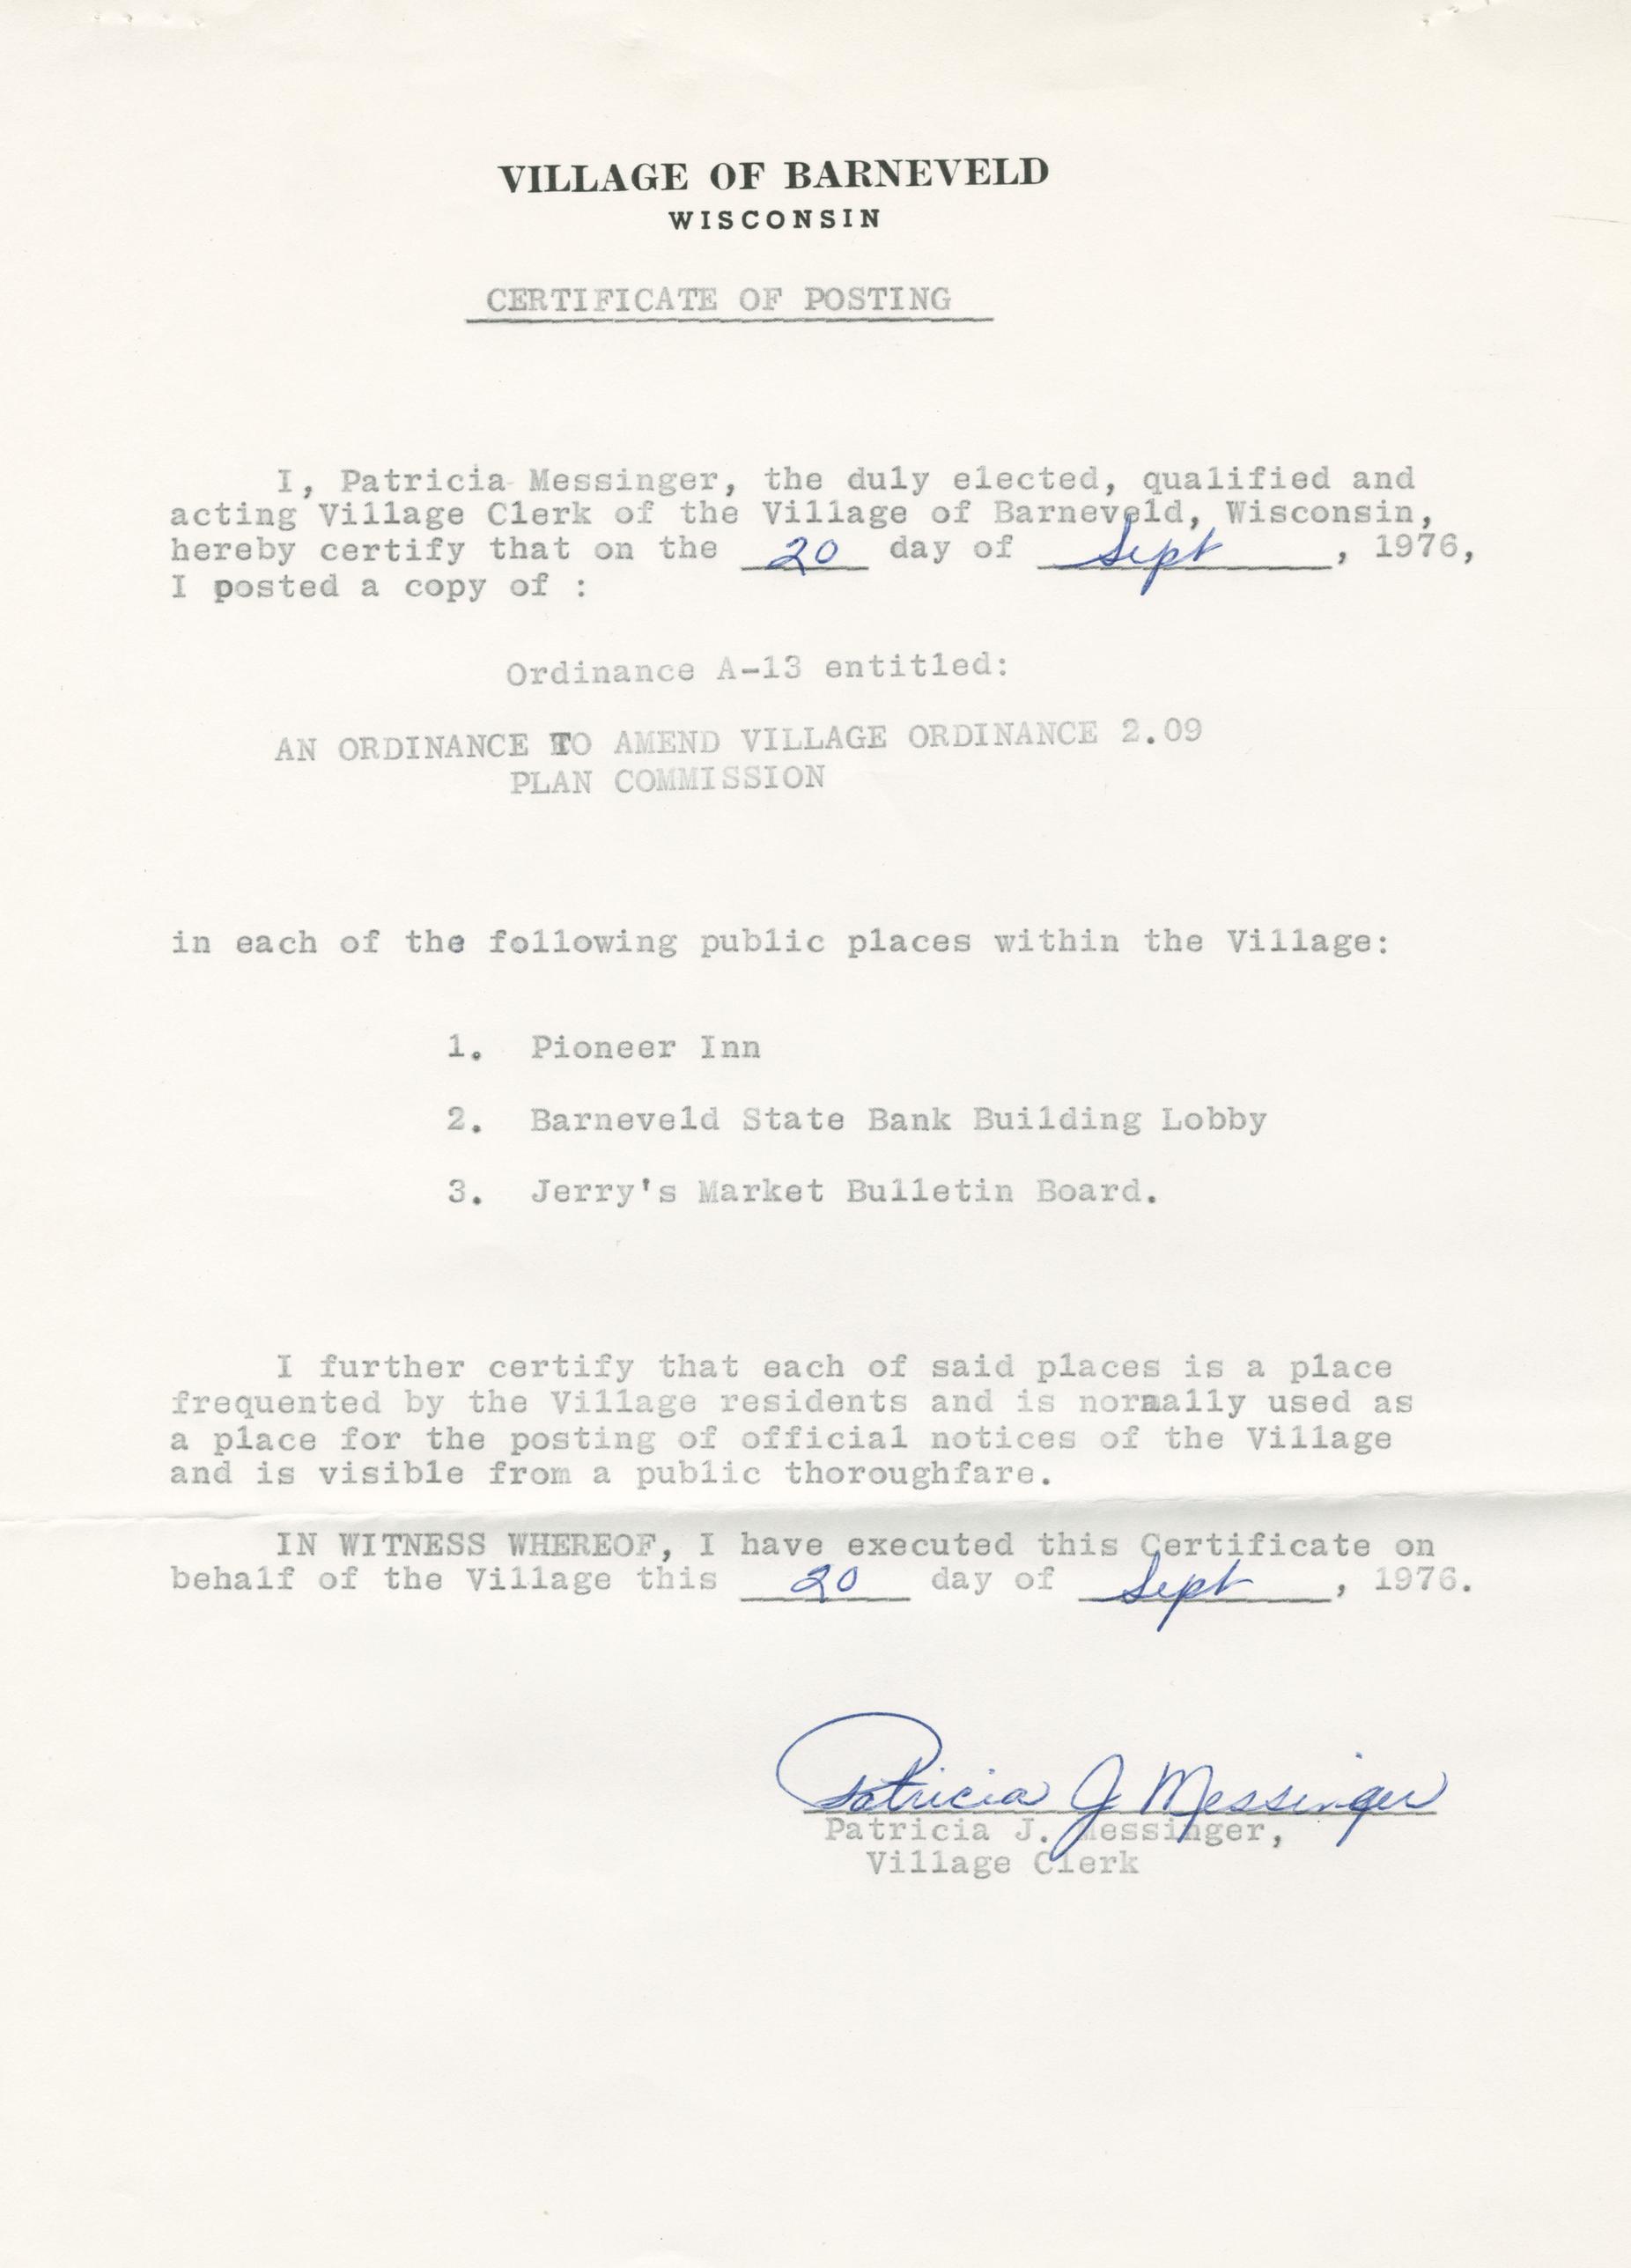 VILLAGE OF BARNEVELD
WISCONSIN
CERTIFICATE OF POSTING
I, Patricia Messinger, the duly elected, qualified and
acting Village Clerk of the Village of Barneveld, Wisconsin,
hereby certify that on the 20 day of Sept, 1976,
I posted a copy of :
Ordinance A-13 entitled:
AN ORDINANCE TO AMEND VILLAGE ORDINANCE 2.09
PLAN COMMISSION
in each of the following public places within the Village:
1. Pioneer Inn
2. Barneveld State Bank Building Lobby
3. Jerry's Market Bulletin Board.
I further certify that each of said places is a place
frequented by the Village residents and is normally used as
a place for the posting of official notices of the Village
and is visible from a public thoroughfare.
IN WITNESS WHEREOF, I have executed this Certificate on
behalf of the Village this 20 day of Sept, 1976.
Patricia J Messinger
Patricia J. Messinger,
Village Clerk